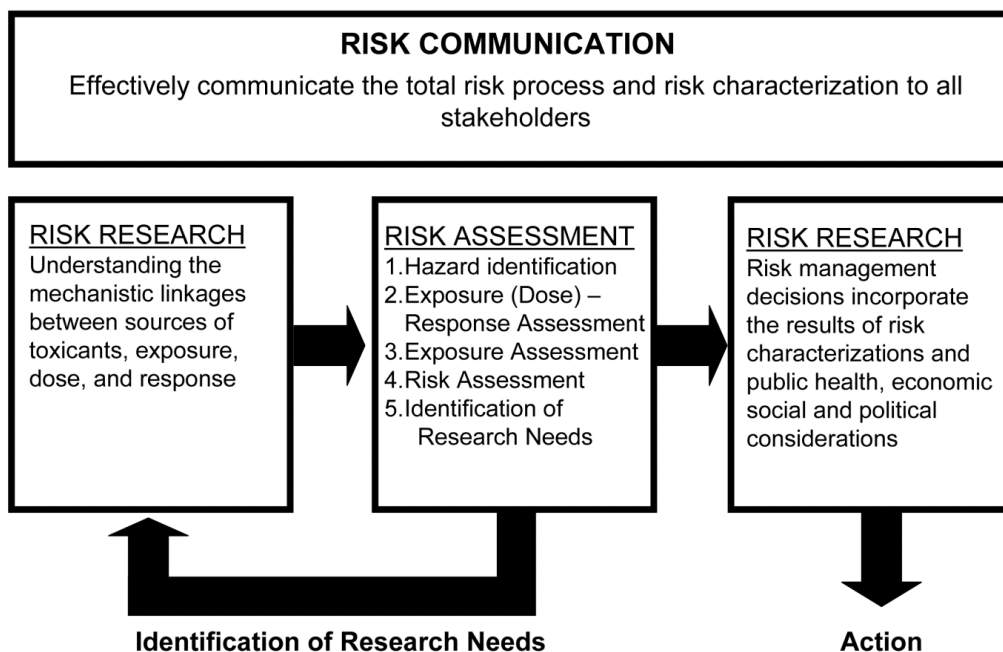 RISK COMMUNICATION
Effectively communicate the total risk process and risk characterization to all
stakeholders
RISK RESEARCH
Understanding the
mechanistic linkages
between sources of
toxicants, exposure,
dose, and response
RISK ASSESSMENT
1.Hazard identification
2.Exposure (Dose) –
Response Assessment
3.Exposure Assessment
4.Risk Assessment
5.Identification of
Research Needs
RISK RESEARCH
Risk management
decisions incorporate
the results of risk
characterizations and
public health, economic
social and political
considerations
Identification of Research Needs
Action